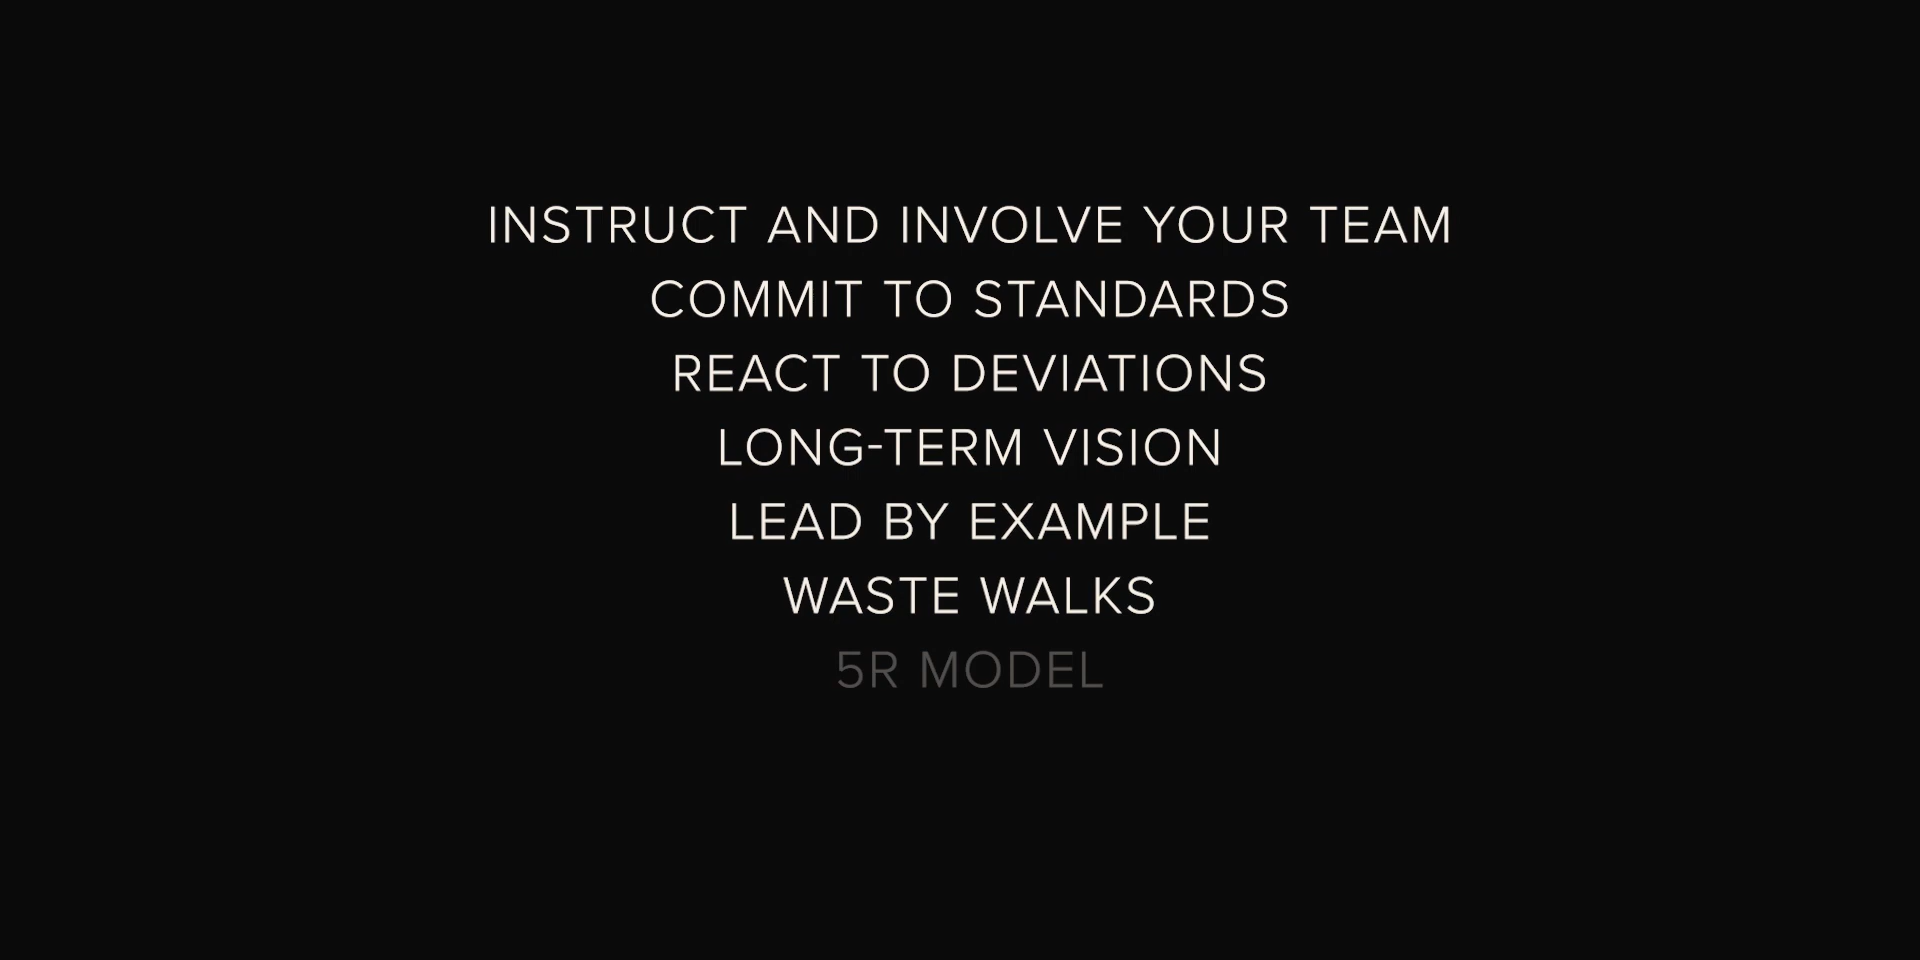 INSTRUCT AND INVOLVE YOUR TEAM
COMMIT TO STANDARDS
REACT TO DEVIATIONS
LONG-TERM VISION
LEAD BY EXAMPLE
WASTE WALKS
5R MODEL